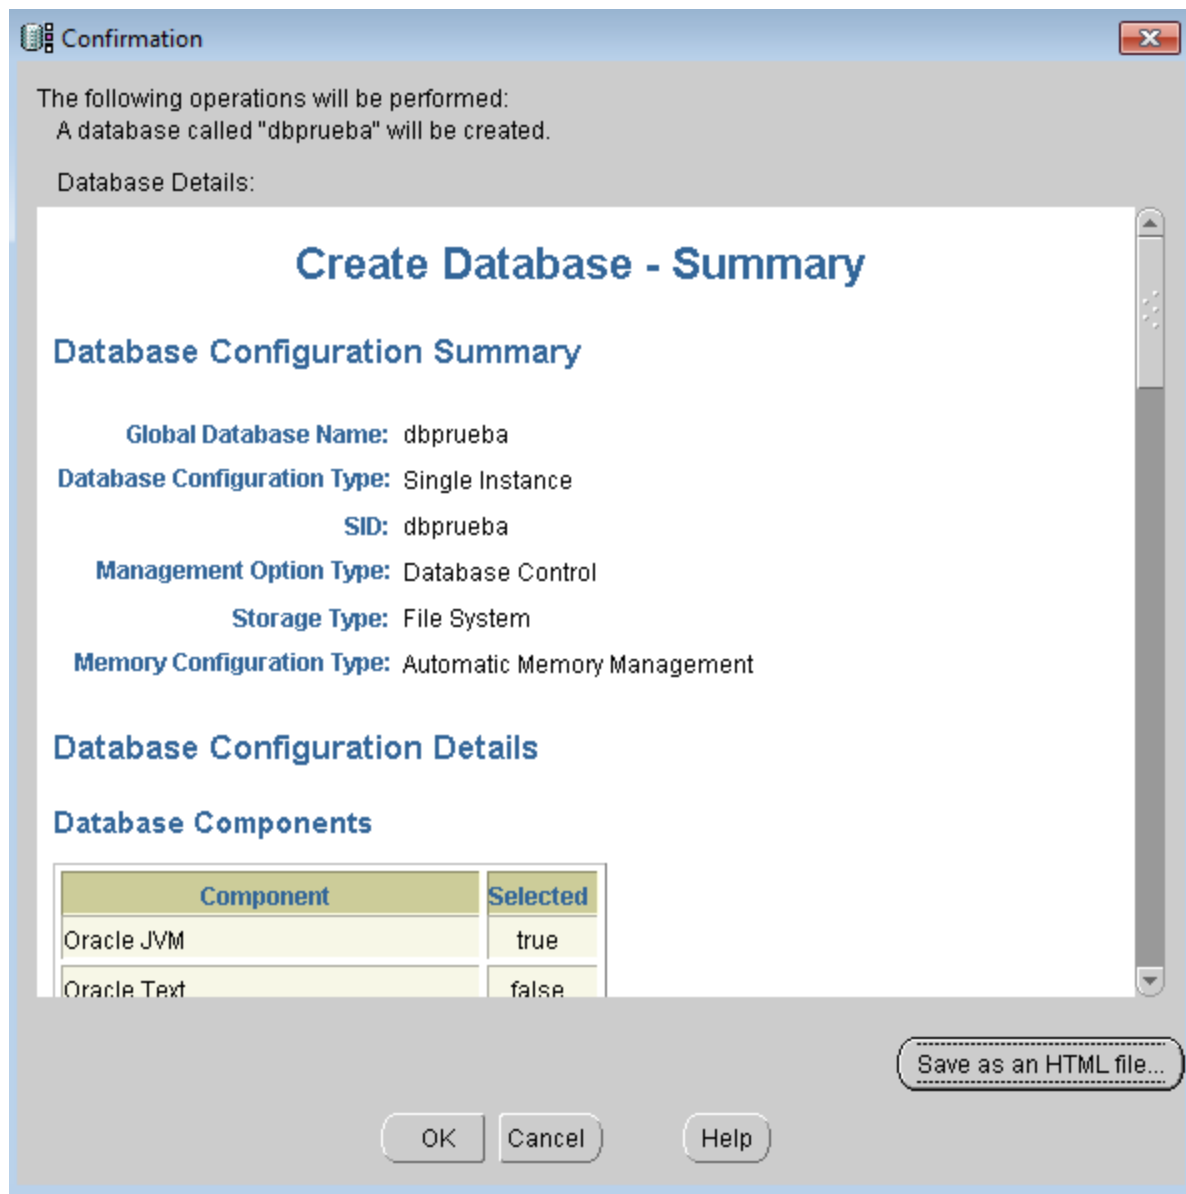 Confirmation
The following operations will be performed:
A database called "dbprueba" will be created.
Database Details:
Create Database - Summary
Database Configuration Summary
Global Database Name: dbprueba
Database Configuration Type: Single Instance
SID: dbprueba
Management Option Type: Database Control
Storage Type: File System
Memory Configuration Type: Automatic Memory Management
Database Configuration Details
Database Components
Component Selected
Oracle JVM true
Oracle Text false
Save as an HTML file...
OK Cancel Help